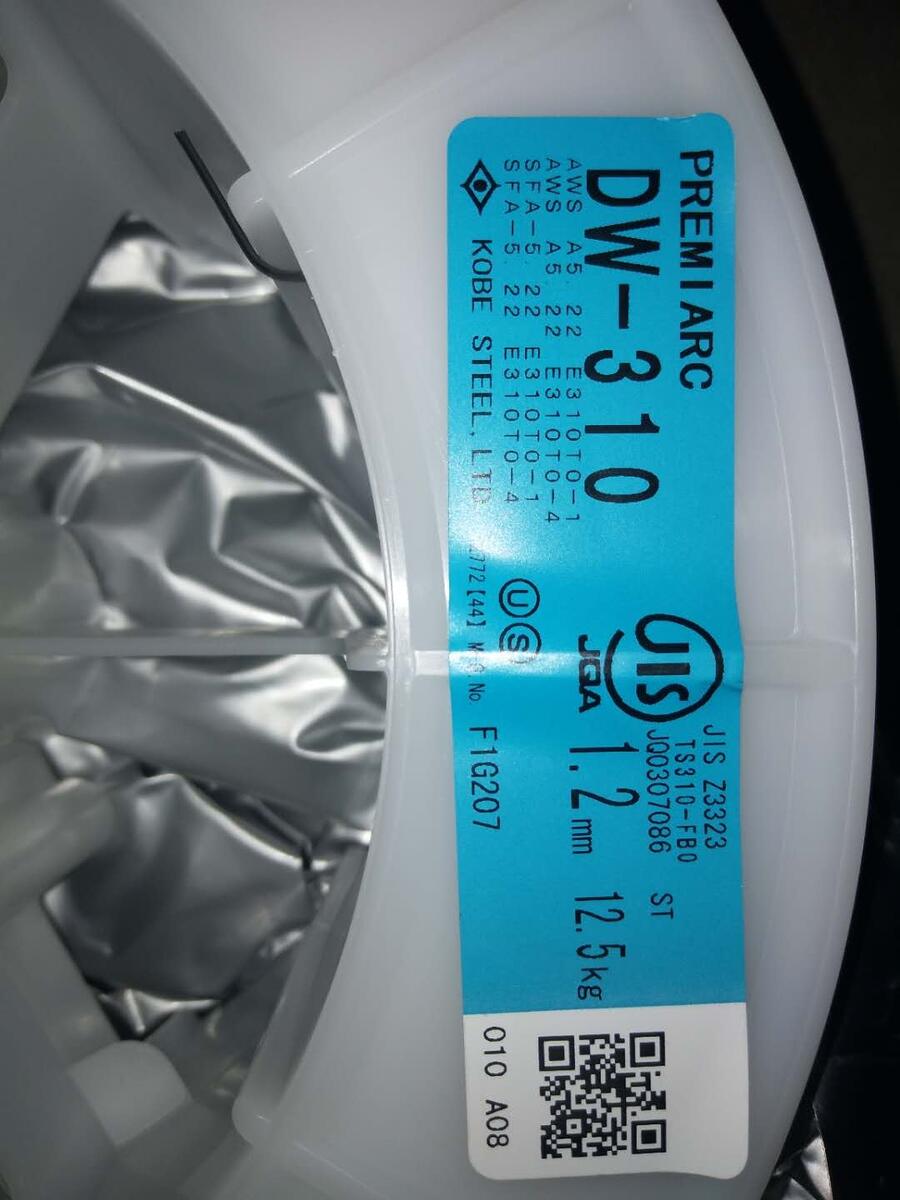 PREMIARC
DW-310
AWS A5. 22 E310T0-1
AWS A5. 22 E310T0-4
SFA-5. 22 E310T0-1
SFA-5. 22 E310T0-4
KOBE STEEL, LTD.
JIS
JQA
JIS Z3323
TS310-FB0
JQ0307086
ST
1.2mm 12.5kg
U S
772[44] No. F1G207
010 A08